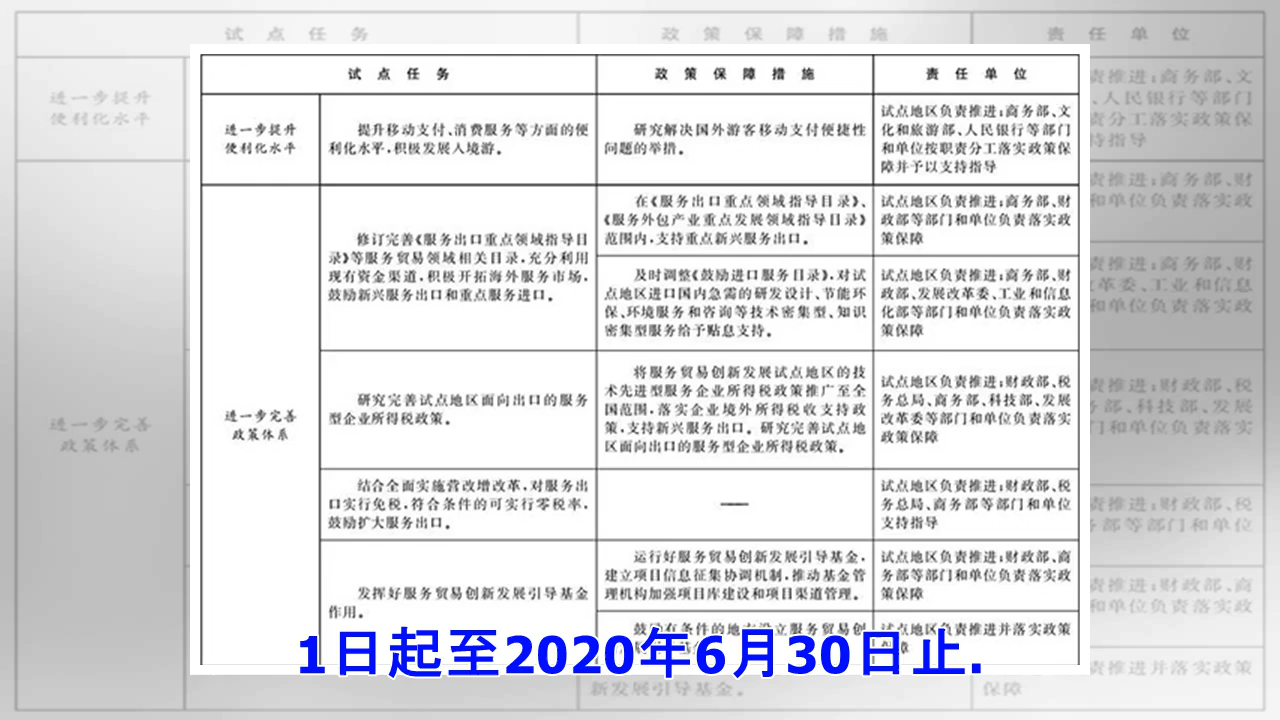 试点任务
政策保障措施
责任单位
进一步提升
便利化水平
提升移动支付、消费服务等方面的便
利化水平,积极发展入境游。
研究解决国外游客移动支付便捷性
问题的举措。
试点地区负责推进;商务部、文
化和旅游部、人民银行等部门
和单位按职责分工落实政策保
障并予以支持指导
进一步完善
政策体系
修订完善《服务出口重点领域指导目
录》等服务贸易领域相关目录,充分利用
现有资金渠道,积极开拓海外服务市场,
鼓励新兴服务出口和重点服务进口。
在《服务出口重点领域指导目录》、
《服务外包产业重点发展领域指导目录》
范围内,支持重点新兴服务出口。
试点地区负责推进;商务部、财
政部等部门和单位负责落实政
策保障
及时调整《鼓励进口服务目录》,对试
点地区进口国内急需的研发设计、节能环
保、环境服务和咨询等技术密集型、知识
密集型服务给予贴息支持。
试点地区负责推进;商务部、财
政部、发展改革委、工业和信息
化部等部门和单位负责落实政
策保障
研究完善试点地区面向出口的服务
型企业所得税政策。
将服务贸易创新发展试点地区的技
术先进型服务企业所得税政策推广至全
国范围,落实企业境外所得税收支持政
策,支持新兴服务出口。研究完善试点地
区面向出口的服务型企业所得税政策。
试点地区负责推进;财政部、税
务总局、商务部、科技部、发展
改革委等部门和单位负责落实
政策保障
结合全面实施营改增改革,对服务出
口实行免税,符合条件的可实行零税率,
鼓励扩大服务出口。
——
试点地区负责推进;财政部、税
务总局、商务部等部门和单位
支持指导
发挥好服务贸易创新发展引导基金
作用。
运行好服务贸易创新发展引导基金,
建立项目信息征集协调机制,推动基金管
理机构加强项目库建设和项目渠道管理。
试点地区负责推进;财政部、商
务部等部门和单位负责落实政
策保障
试点地区负责推进并落实政策
1日起至2020年6月30日止.